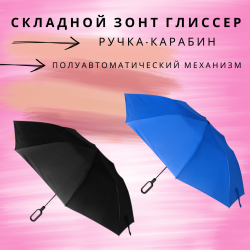 СКЛАДНОЙ ЗОНТ ГЛИССЕР
РУЧКА-КАРАБИН
ПОЛУАВТОМАТИЧЕСКИЙ МЕХАНИЗМ